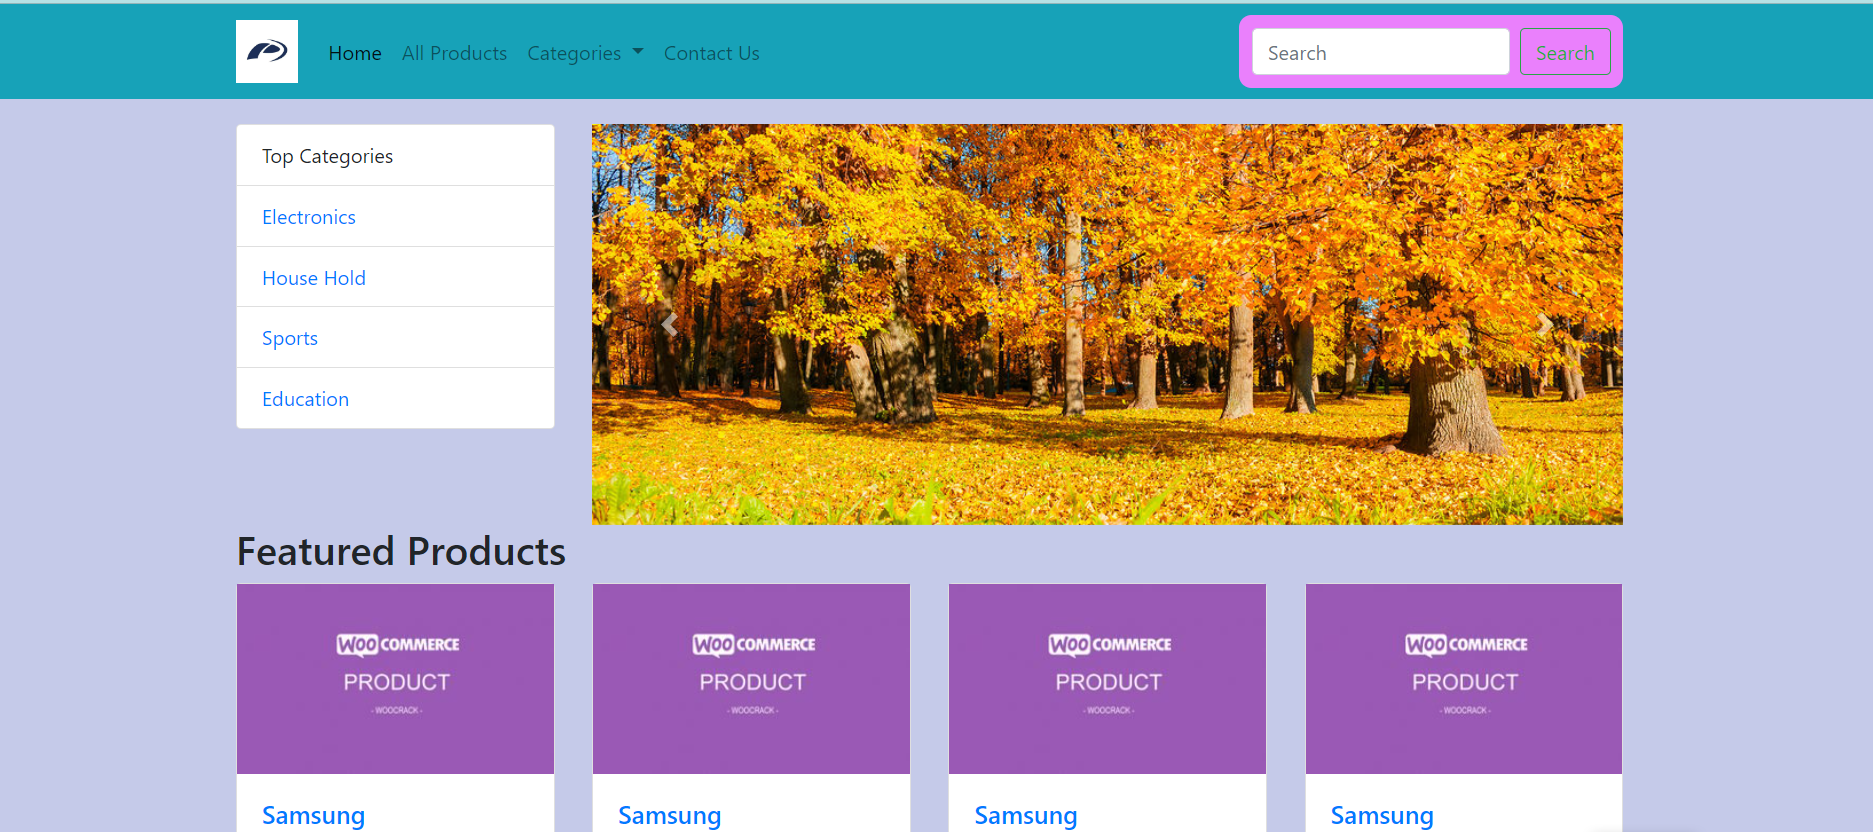 Home All Products Categories Contact Us Search Search
Top Categories
Electronics
House Hold
Sports
Education
Featured Products
WOO COMMERCE
PRODUCT
- WOOCRACK -
Samsung
WOO COMMERCE
PRODUCT
- WOOCRACK -
Samsung
WOO COMMERCE
PRODUCT
- WOOCRACK -
Samsung
WOO COMMERCE
PRODUCT
- WOOCRACK -
Samsung